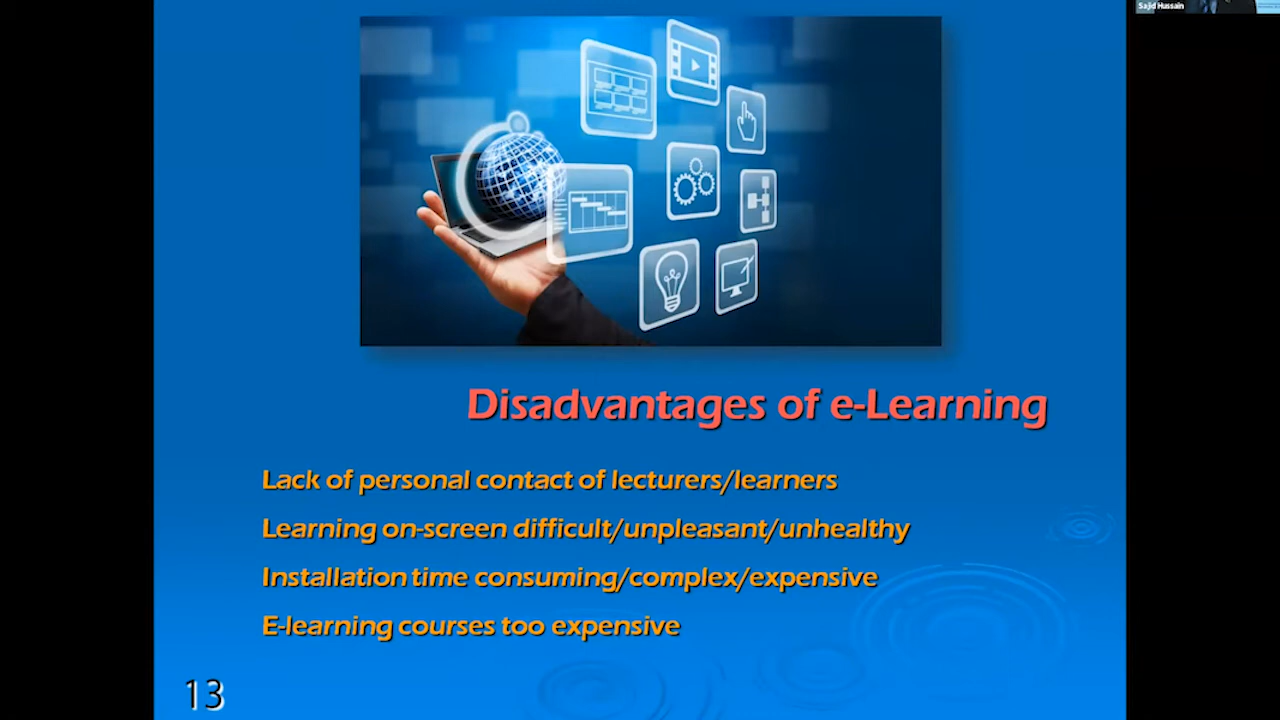 Sajid Hussain
Disadvantages of e-Learning
Lack of personal contact of lecturers/learners
Learning on-screen difficult/unpleasant/unhealthy
Installation time consuming/complex/expensive
E-learning courses too expensive
13